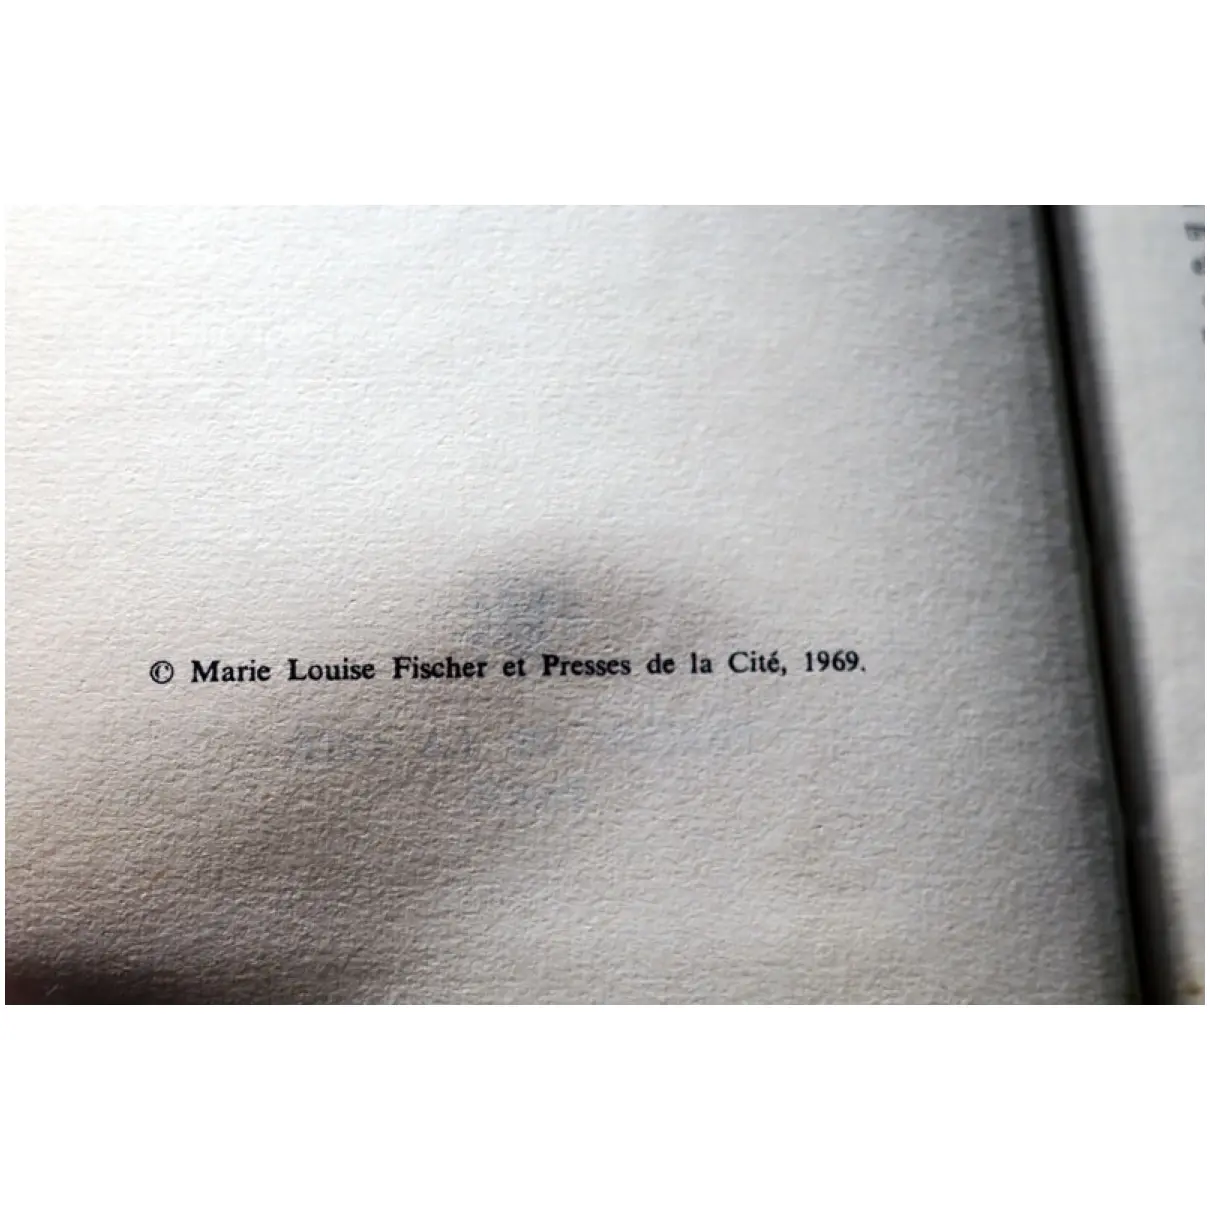 © Marie Louise Fischer et Presses de la Cité, 1969.